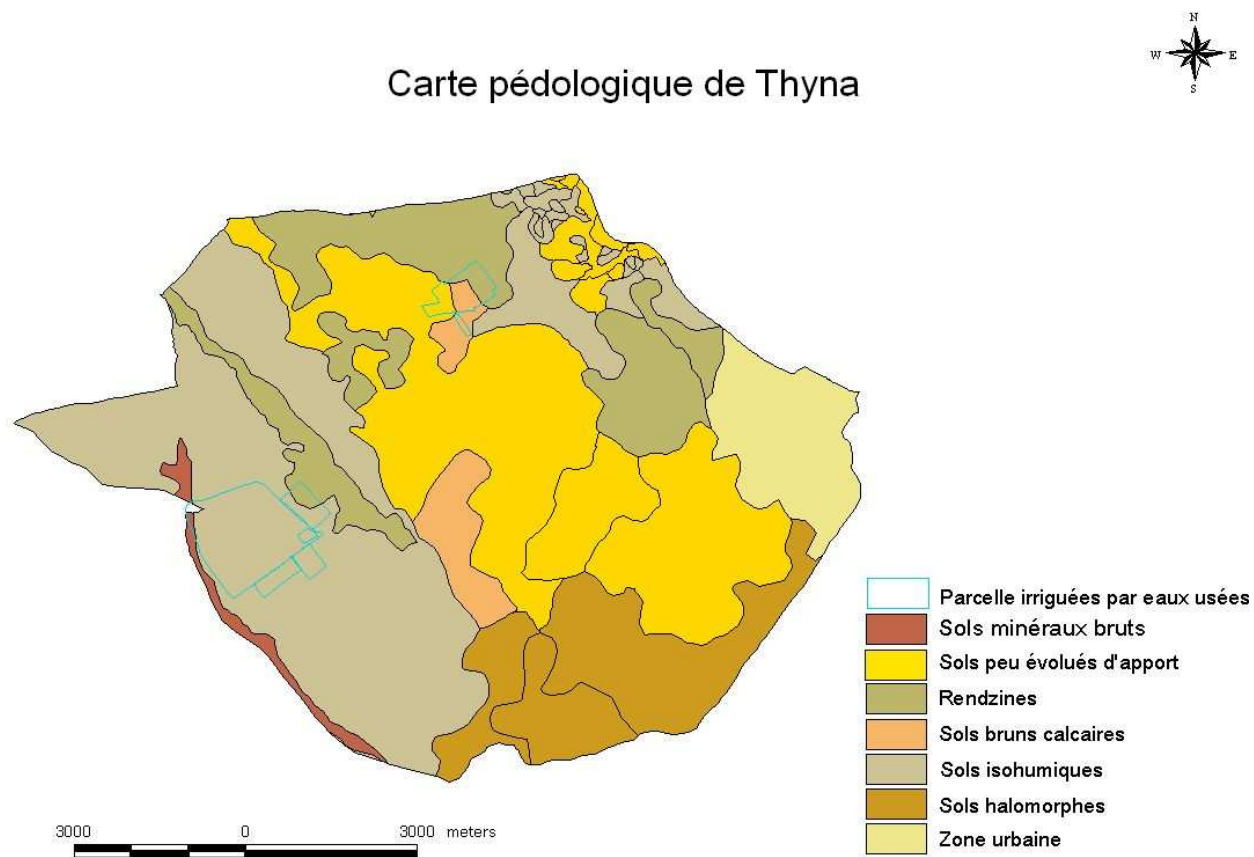 N
W E
S
Carte pédologique de Thyna
Parcelle irriguées par eaux usées
Sols minéraux bruts
Sols peu évolués d'apport
Rendzines
Sols bruns calcaires
Sols isohumiques
Sols halomorphes
Zone urbaine
3000 0 3000 meters